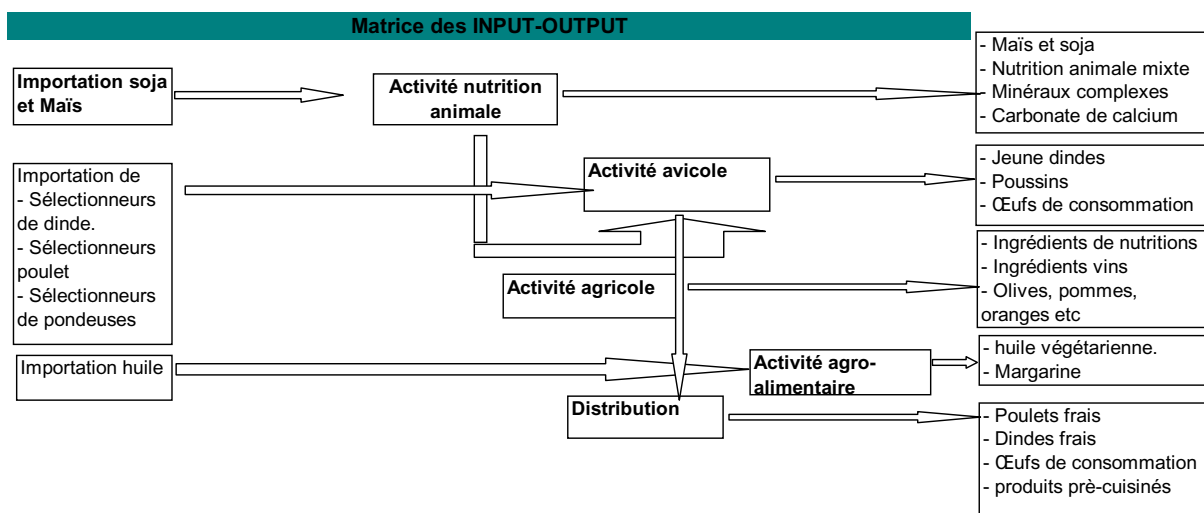 Matrice des INPUT-OUTPUT
Importation soja
et Maïs
Activité nutrition
animale
- Maïs et soja
- Nutrition animale mixte
- Minéraux complexes
- Carbonate de calcium
Importation de
- Sélectionneurs
de dinde.
- Sélectionneurs
poulet
- Sélectionneurs
de pondeuses
Activité avicole
- Jeune dindes
- Poussins
- Œufs de consommation
Activité agricole
- Ingrédients de nutritions
- Ingrédients vins
- Olives, pommes,
oranges etc
Importation huile
Activité agro-
alimentaire
- huile végétarienne.
- Margarine
Distribution
- Poulets frais
- Dindes frais
- Œufs de consommation
- produits prè-cuisinés